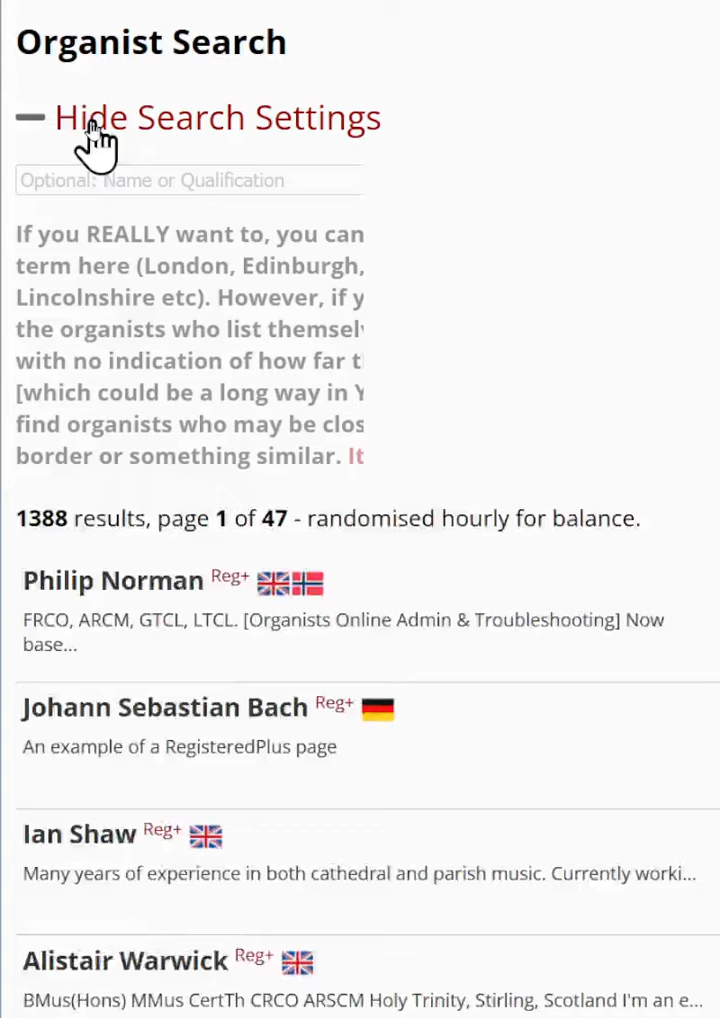 Organist Search
Hide Search Settings
Optional: Name or Qualification
If you REALLY want to, you can
term here (London, Edinburgh,
Lincolnshire etc). However, if
the organists who list
with no indication of how far
[which could be a long way in
find organists who may be
border or something similar. It
1388 results, page 1 of 47 - randomised hourly for balance.
Philip Norman Reg+
FRCO, ARCM, GTCL, LTCL. [Organists Online Admin & Troubleshooting] Now
base...
Johann Sebastian Bach Reg+
An example of a RegisteredPlus page
Ian Shaw Reg+
Many years of experience in both cathedral and parish music. Currently worki...
Alistair Warwick Reg+
BMus(Hons) MMus CertTh CRCO ARSCM Holy Trinity, Stirling, Scotland I'm an e...